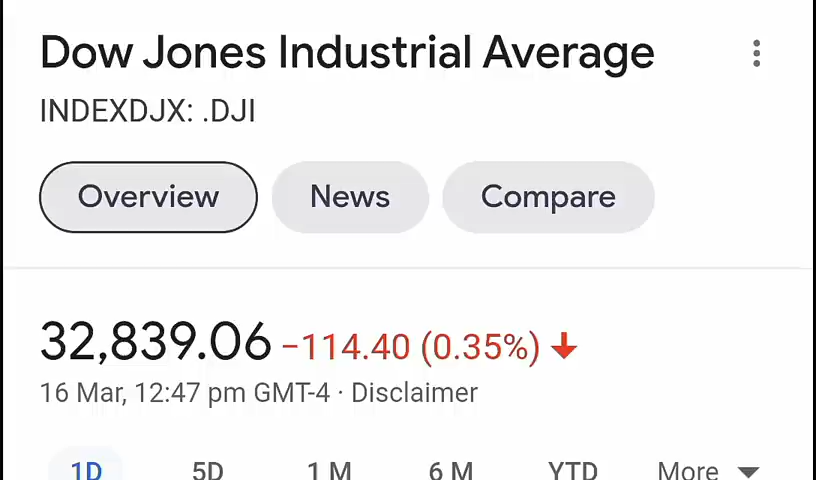 Dow Jones Industrial Average
INDEXDJX: .DJI
Overview News Compare
32,839.06 −114.40 (0.35%)
16 Mar, 12:47 pm GMT-4 · Disclaimer
1D 5D 1 M 6 M YTD More